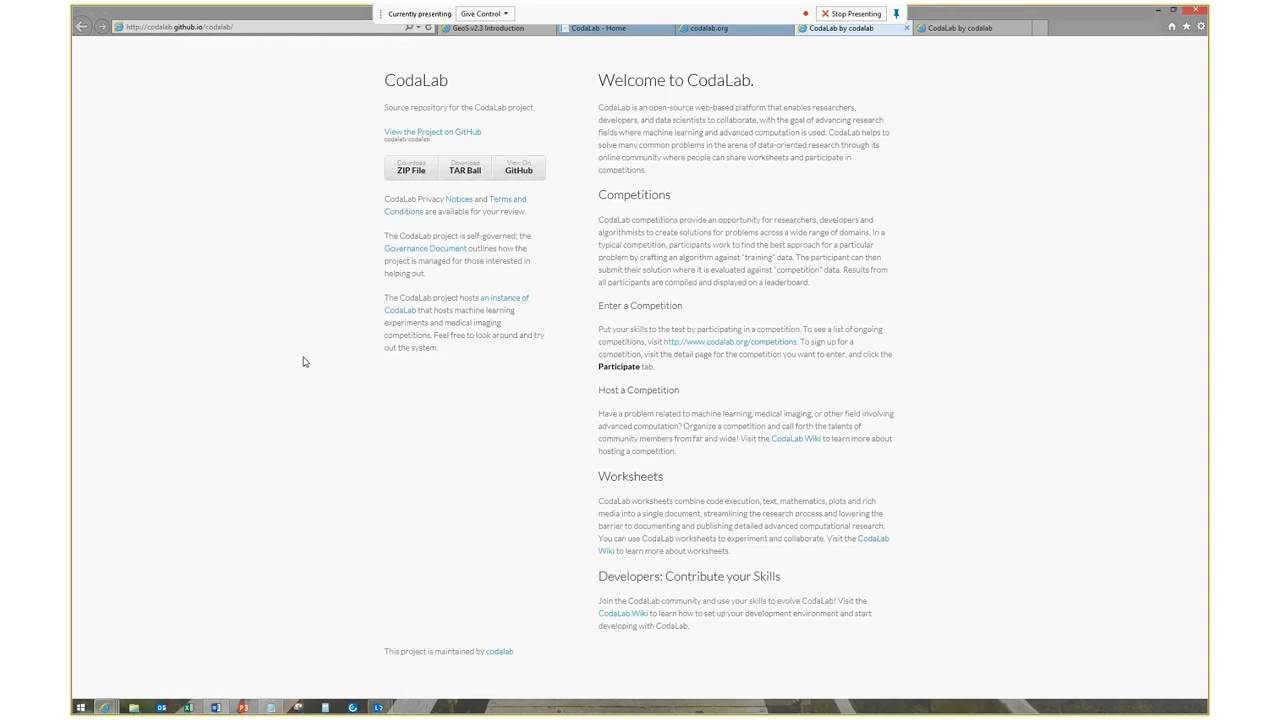 Currently presenting
Give Control
Stop Presenting
http://codalab.github.io/codalab/
GeoS v2.3 Introduction
CodaLab - Home
codalab.org
CodaLab by codalab
CodaLab by codalab
CodaLab
Source repository for the CodaLab project
View the Project on GitHub
codalab/codalab
Download
ZIP File
Download
TAR Ball
View On
GitHub
CodaLab Privacy Notices and Terms and
Conditions are available for your review.
The CodaLab project is self-governed; the
Governance Document outlines how the
project is managed for those interested in
helping out.
The CodaLab project hosts an instance of
CodaLab that hosts machine learning
experiments and medical imaging
competitions. Feel free to look around and try
out the system.
This project is maintained by codalab
Welcome to CodaLab.
CodaLab is an open-source web-based platform that enables researchers,
developers, and data scientists to collaborate, with the goal of advancing research
fields where machine learning and advanced computation is used. CodaLab helps to
solve many common problems in the arena of data-oriented research through its
online community where people can share worksheets and participate in
competitions.
Competitions
CodaLab competitions provide an opportunity for researchers, developers and
algorithmists to create solutions for problems across a wide range of domains. In a
typical competition, participants work to find the best approach for a particular
problem by crafting an algorithm against "training" data. The participant can then
submit their solution where it is evaluated against "competition" data. Results from
all participants are compiled and displayed on a leaderboard.
Enter a Competition
Put your skills to the test by participating in a competition. To see a list of ongoing
competitions, visit http://www.codalab.org/competitions. To sign up for a
competition, visit the detail page for the competition you want to enter, and click the
Participate tab.
Host a Competition
Have a problem related to machine learning, medical imaging, or other field involving
advanced computation? Organize a competition and call forth the talents of
community members from far and wide! Visit the CodaLab Wiki to learn more about
hosting a competition.
Worksheets
CodaLab worksheets combine code execution, text, mathematics, plots and rich
media into a single document, streamlining the research process and lowering the
barrier to documenting and publishing detailed advanced computational research.
You can use CodaLab worksheets to experiment and collaborate. Visit the CodaLab
Wiki to learn more about worksheets.
Developers: Contribute your Skills
Join the CodaLab community and use your skills to evolve CodaLab! Visit the
CodaLab Wiki to learn how to set up your development environment and start
developing with CodaLab.